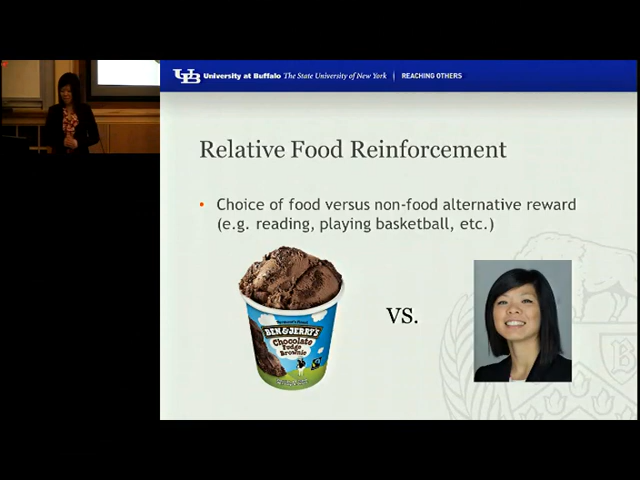 UB University at Buffalo The State University of New York | REACHING OTHERS
Relative Food Reinforcement
• Choice of food versus non-food alternative reward
(e.g. reading, playing basketball, etc.)
BEN & JERRY'S
Chocolate
Fudge
Brownie
vs.
B